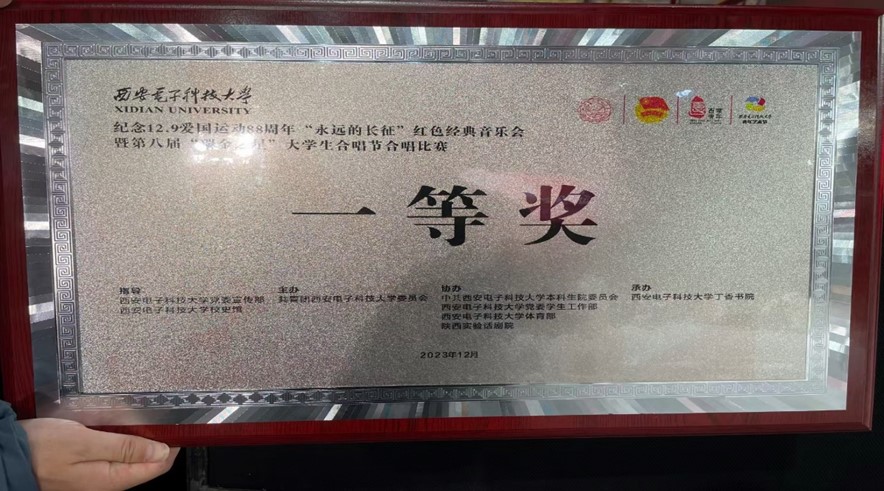 西安电子科技大学
XIDIAN UNIVERSITY
纪念12.9爱国运动88周年“永远的长征”红色经典音乐会
暨第八届“ 之星”大学生合唱节合唱比赛
一等奖
指导
西安电子科技大学党委宣传部
西安电子科技大学校史馆
主办
共青团西安电子科技大学委员会
协办
中共西安电子科技大学本科生院委员会
西安电子科技大学党委学生工作部
西安电子科技大学体育部
陕西实验话剧院
承办
西安电子科技大学丁香书院
2023年12月